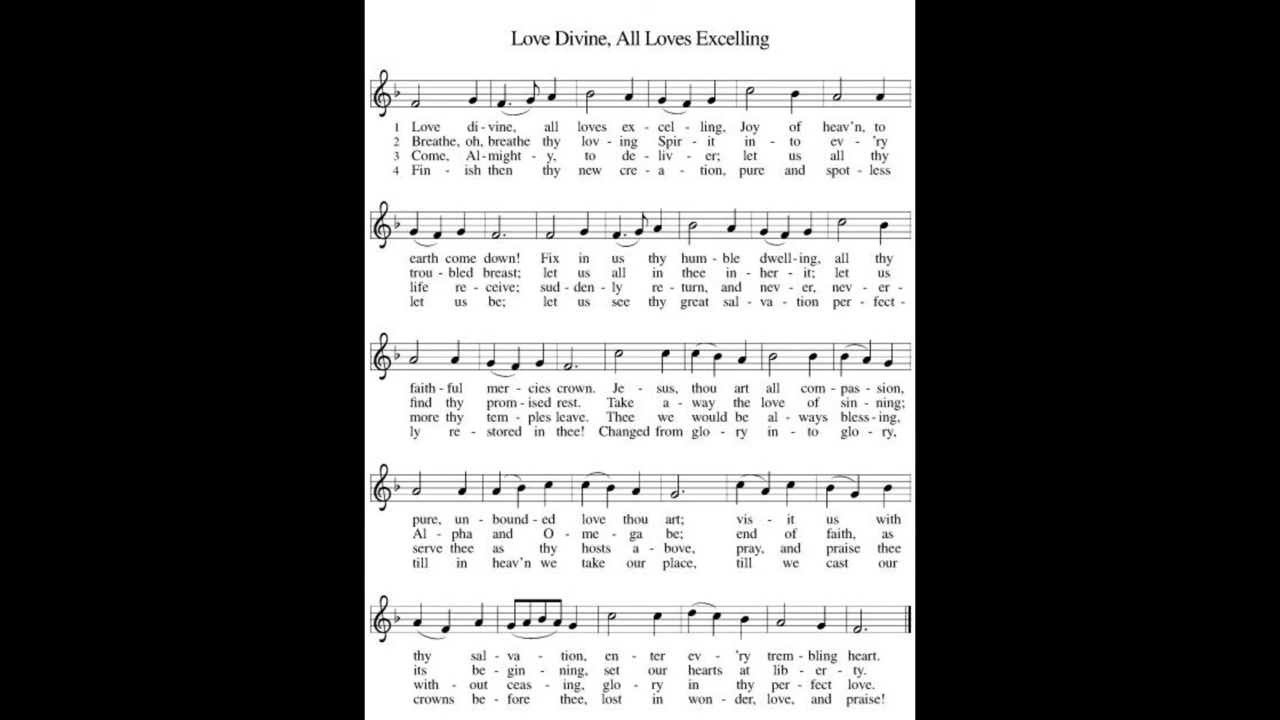 Love Divine, All Loves Excelling
1 Love di - vine, all loves ex - cel - ling, Joy of heav'n, to
2 Breathe, oh, breathe thy lov - ing Spir - it in - to ev - 'ry
3 Come, Al - might - y, to de - liv - er; let us all thy
4 Fin - ish then thy new cre - a - tion, pure and spot - less
earth come down! Fix in us thy hum - ble dwell - ing, all thy
trou - bled breast; let us all in thee in - her - it; let us
life re - ceive; sud - den - ly re - turn, and nev - er, nev - er -
let us be; let us see thy great sal - va - tion per - fect -
faith - ful mer - cies crown. Je - sus, thou art all com - pas - sion,
find thy prom - ised rest. Take a - way the love of sin - ning;
more thy tem - ples leave. Thee we would be al - ways bless - ing,
ly re - stored in thee! Changed from glo - ry in - to glo - ry,
pure, un - bound - ed love thou art; vis - it us with
Al - pha and O - me - ga be; end of faith, as
serve thee as thy hosts a - bove, pray, and praise thee
till in heav'n we take our place, till we cast our
thy sal - va - tion, en - ter ev - 'ry trem - bling heart.
its be - gin - ning, set our hearts at lib - er - ty.
with - out ceas - ing, glo - ry in thy per - fect love.
crowns be - fore thee, lost in won - der, love, and praise!